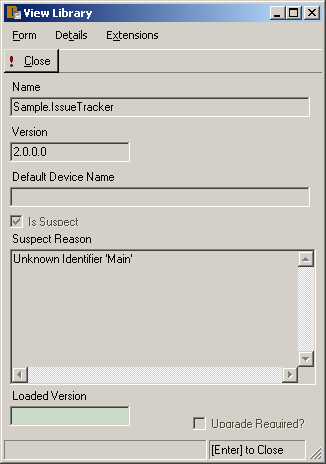 View Library
Form Details Extensions
! Close
Name
Sample.IssueTracker
Version
2.0.0.0
Default Device Name
Is Suspect
Suspect Reason
Unknown Identifier 'Main'
Loaded Version
Upgrade Required?
[Enter] to Close